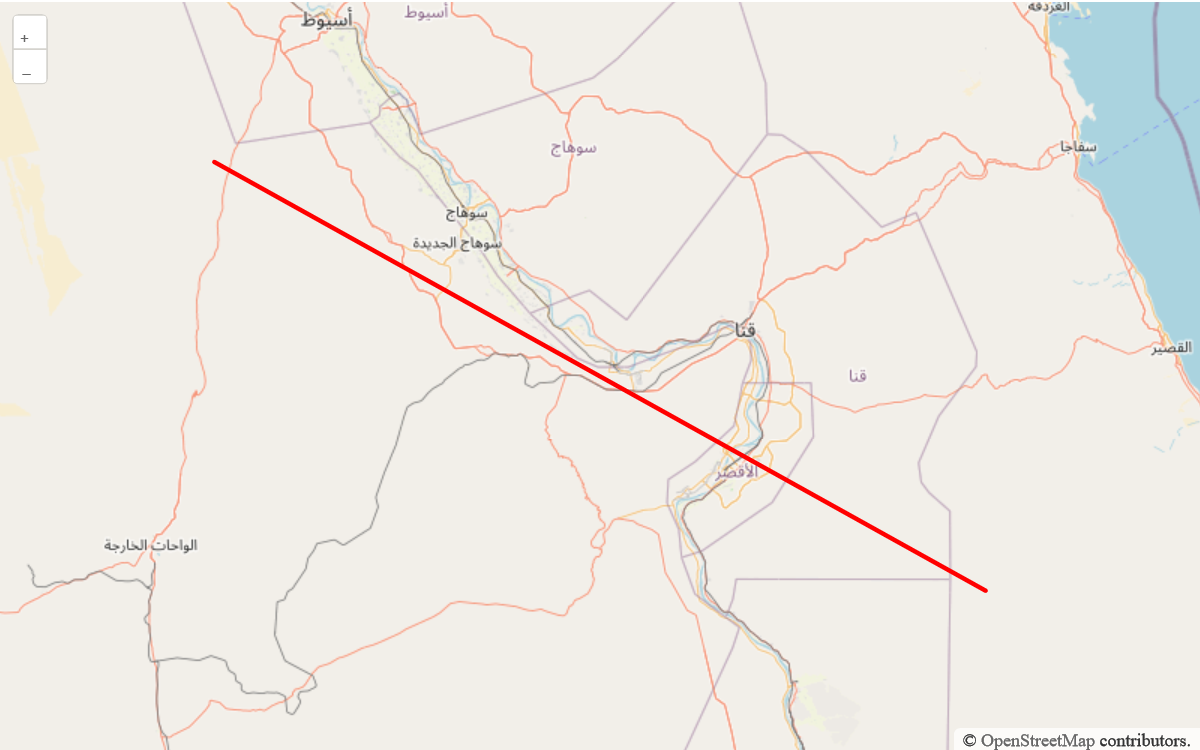 الغردقة
أسيوط
أسيوط
+
–
سفاجا
سوهاج
سوهاج
سوهاج الجديدة
قنا
القصير
قنا
الأقصر
الواحات الخارجة
© OpenStreetMap contributors.